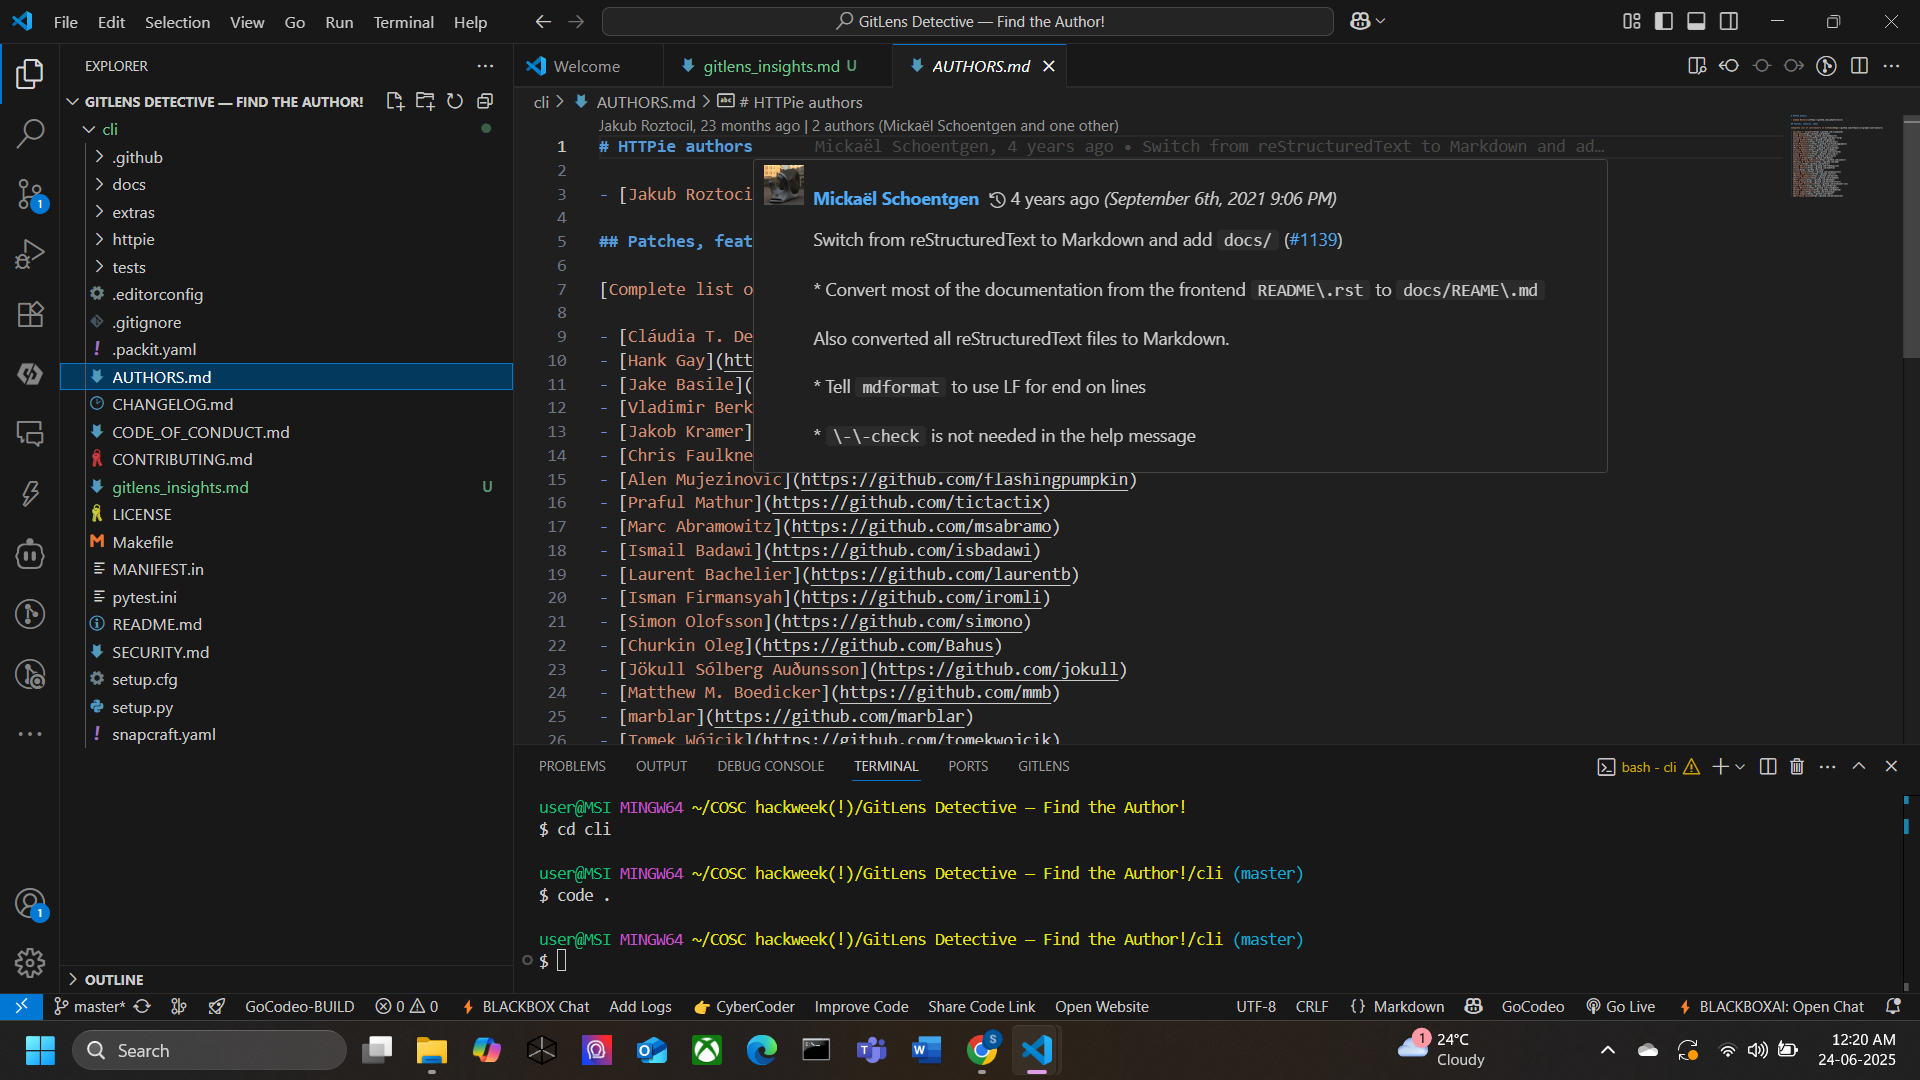 File Edit Selection View Go Run Terminal Help
GitLens Detective — Find the Author!
EXPLORER
GITLENS DETECTIVE — FIND THE AUTHOR!
cli
.github
docs
extras
httpie
tests
.editorconfig
.gitignore
.packit.yaml
AUTHORS.md
CHANGELOG.md
CODE_OF_CONDUCT.md
CONTRIBUTING.md
gitlens_insights.md U
LICENSE
Makefile
MANIFEST.in
pytest.ini
README.md
SECURITY.md
setup.cfg
setup.py
snapcraft.yaml
OUTLINE
Welcome
gitlens_insights.md U
AUTHORS.md
cli > AUTHORS.md > # HTTPie authors
Jakub Roztocil, 23 months ago | 2 authors (Mickaël Schoentgen and one other)
1 # HTTPie authors Mickaël Schoentgen, 4 years ago • Switch from reStructuredText to Markdown and ad…
2
3 - [Jakub Roztoci
4
5 ## Patches, feat
6
7 [Complete list o
8
9 - [Cláudia T. De
10 - [Hank Gay](htt
11 - [Jake Basile](
12 - [Vladimir Berk
13 - [Jakob Kramer]
14 - [Chris Faulkne
15 - [Alen Mujezinovic](https://github.com/flashingpumpkin)
16 - [Praful Mathur](https://github.com/tictactix)
17 - [Marc Abramowitz](https://github.com/msabramo)
18 - [Ismail Badawi](https://github.com/isbadawi)
19 - [Laurent Bachelier](https://github.com/laurentb)
20 - [Isman Firmansyah](https://github.com/iromli)
21 - [Simon Olofsson](https://github.com/simono)
22 - [Churkin Oleg](https://github.com/Bahus)
23 - [Jökull Sólberg Auðunsson](https://github.com/jokull)
24 - [Matthew M. Boedicker](https://github.com/mmb)
25 - [marblar](https://github.com/marblar)
26 - [Tomek Wójcik](https://github.com/tomekwojcik)
Mickaël Schoentgen 4 years ago (September 6th, 2021 9:06 PM)
Switch from reStructuredText to Markdown and add docs/ (#1139)
* Convert most of the documentation from the frontend README\.rst to docs/REAME\.md
Also converted all reStructuredText files to Markdown.
* Tell mdformat to use LF for end on lines
* \-\-check is not needed in the help message
PROBLEMS OUTPUT DEBUG CONSOLE TERMINAL PORTS GITLENS
bash - cli
user@MSI MINGW64 ~/COSC hackweek(!)/GitLens Detective — Find the Author!
$ cd cli
user@MSI MINGW64 ~/COSC hackweek(!)/GitLens Detective — Find the Author!/cli (master)
$ code .
user@MSI MINGW64 ~/COSC hackweek(!)/GitLens Detective — Find the Author!/cli (master)
$
1
1
master* GoCodeo-BUILD 0 0 BLACKBOX Chat Add Logs 👉 CyberCoder Improve Code Share Code Link Open Website UTF-8 CRLF {} Markdown GoCodeo Go Live BLACKBOXAI: Open Chat
Search
S
1
24°C
Cloudy
12:20 AM
24-06-2025